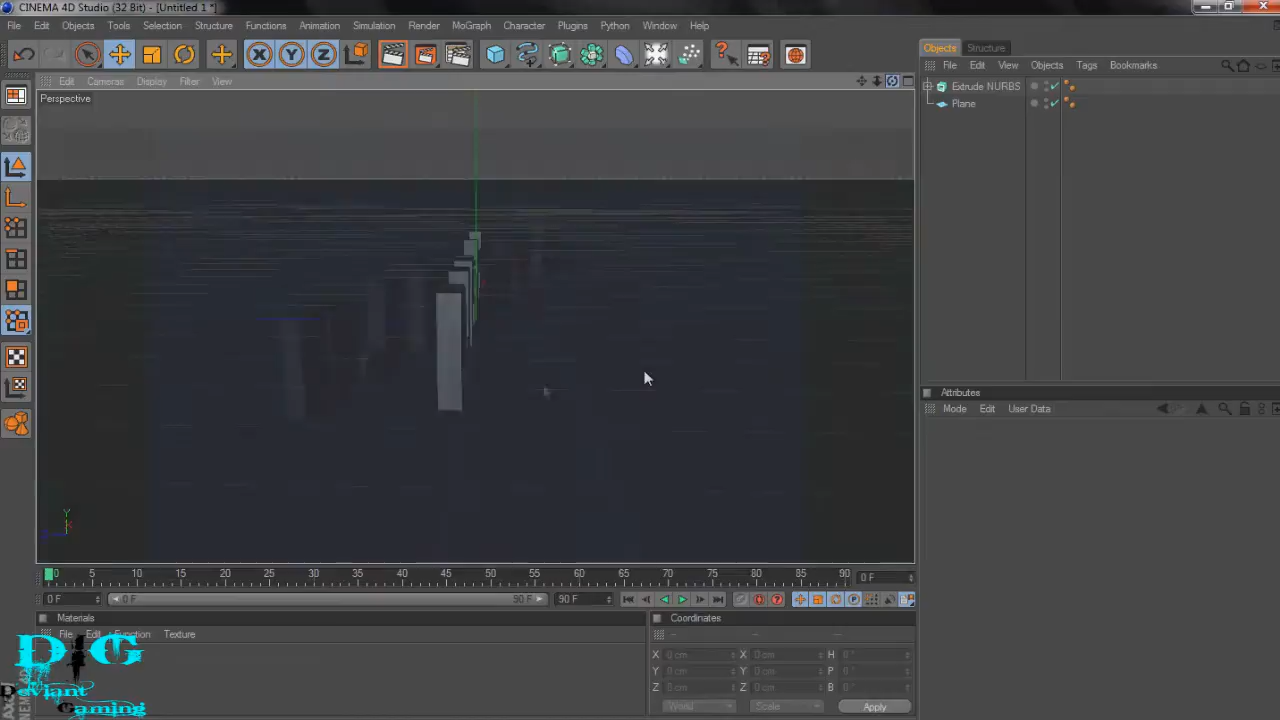 CINEMA 4D Studio (32 Bit) - [Untitled 1 *]
File Edit Objects Tools Selection Structure Functions Animation Simulation Render MoGraph Character Plugins Python Window Help
X Y Z
Objects Structure
File Edit View Objects Tags Bookmarks
Extrude NURBS
Plane
Edit Cameras Display Filter View
Perspective
Y
Attributes
Mode Edit User Data
0 5 10 15 20 25 30 35 40 45 50 55 60 65 70 75 80 85 90 0 F
0 F 0 F 90 F 90 F
Materials
File Edit Function Texture
Coordinates
X 0 cm X 0 cm H 0 °
Y 0 cm Y 0 cm P 0 °
Z 0 cm Z 0 cm B 0 °
World Scale Apply
DIG
Deviant
Gaming